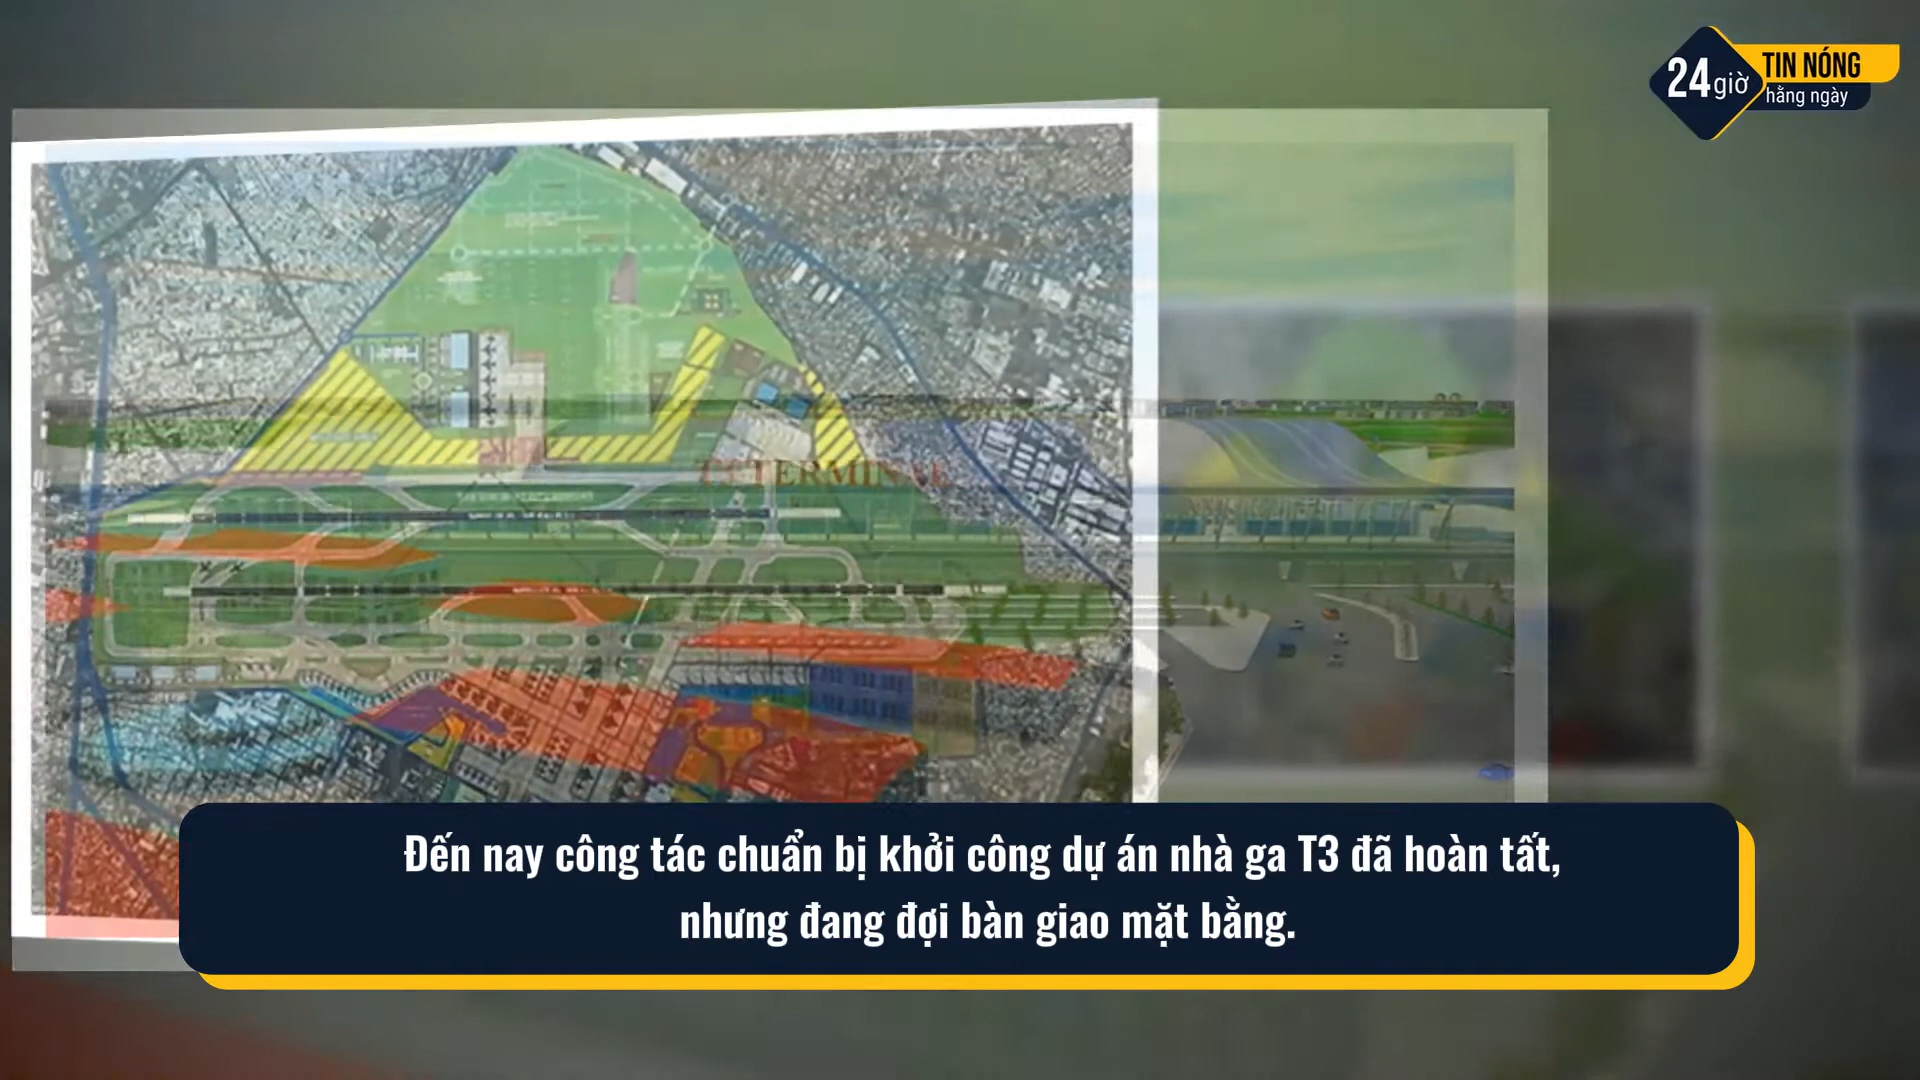 24giờ
TIN NÓNG
hằng ngày
TERMINAL
Đến nay công tác chuẩn bị khởi công dự án nhà ga T3 đã hoàn tất,
nhưng đang đợi bàn giao mặt bằng.